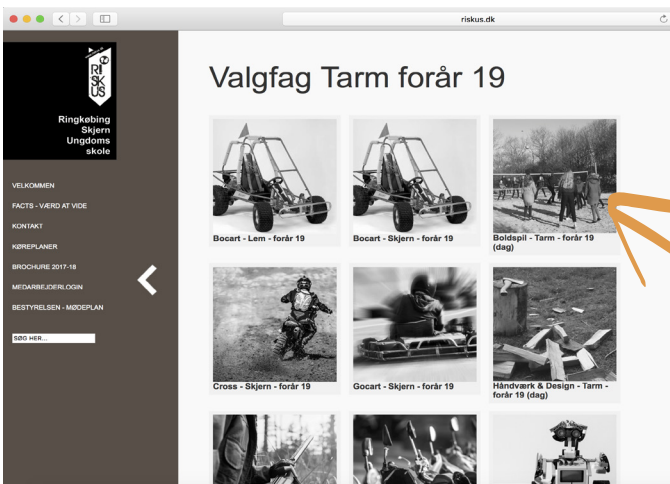 riskus.dk
RI
SK
US
Ringkøbing
Skjern
Ungdoms
skole
VELKOMMEN
FACTS - VÆRD AT VIDE
KONTAKT
KØREPLANER
BROCHURE 2017-18
MEDARBEJDERLOGIN
BESTYRELSEN - MØDEPLAN
SØG HER...
Valgfag Tarm forår 19
Bocart - Lem - forår 19
Bocart - Skjern - forår 19
Boldspil - Tarm - forår 19
(dag)
Cross - Skjern - forår 19
Gocart - Skjern - forår 19
Håndværk & Design - Tarm -
forår 19 (dag)